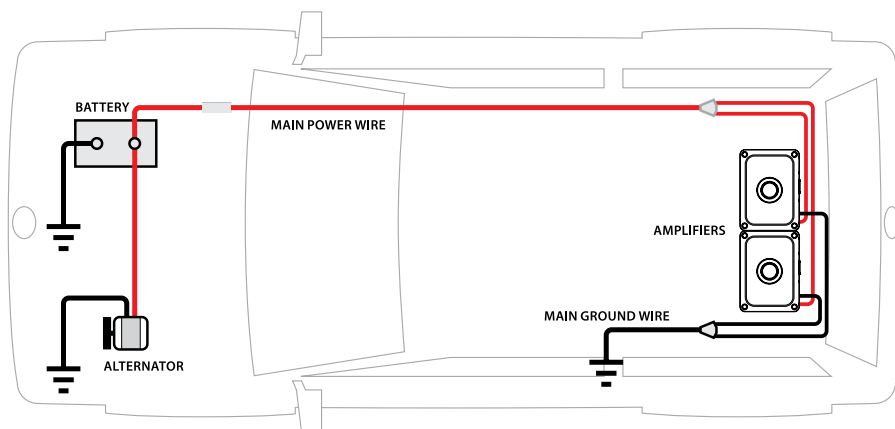 BATTERY
MAIN POWER WIRE
AMPLIFIERS
MAIN GROUND WIRE
ALTERNATOR